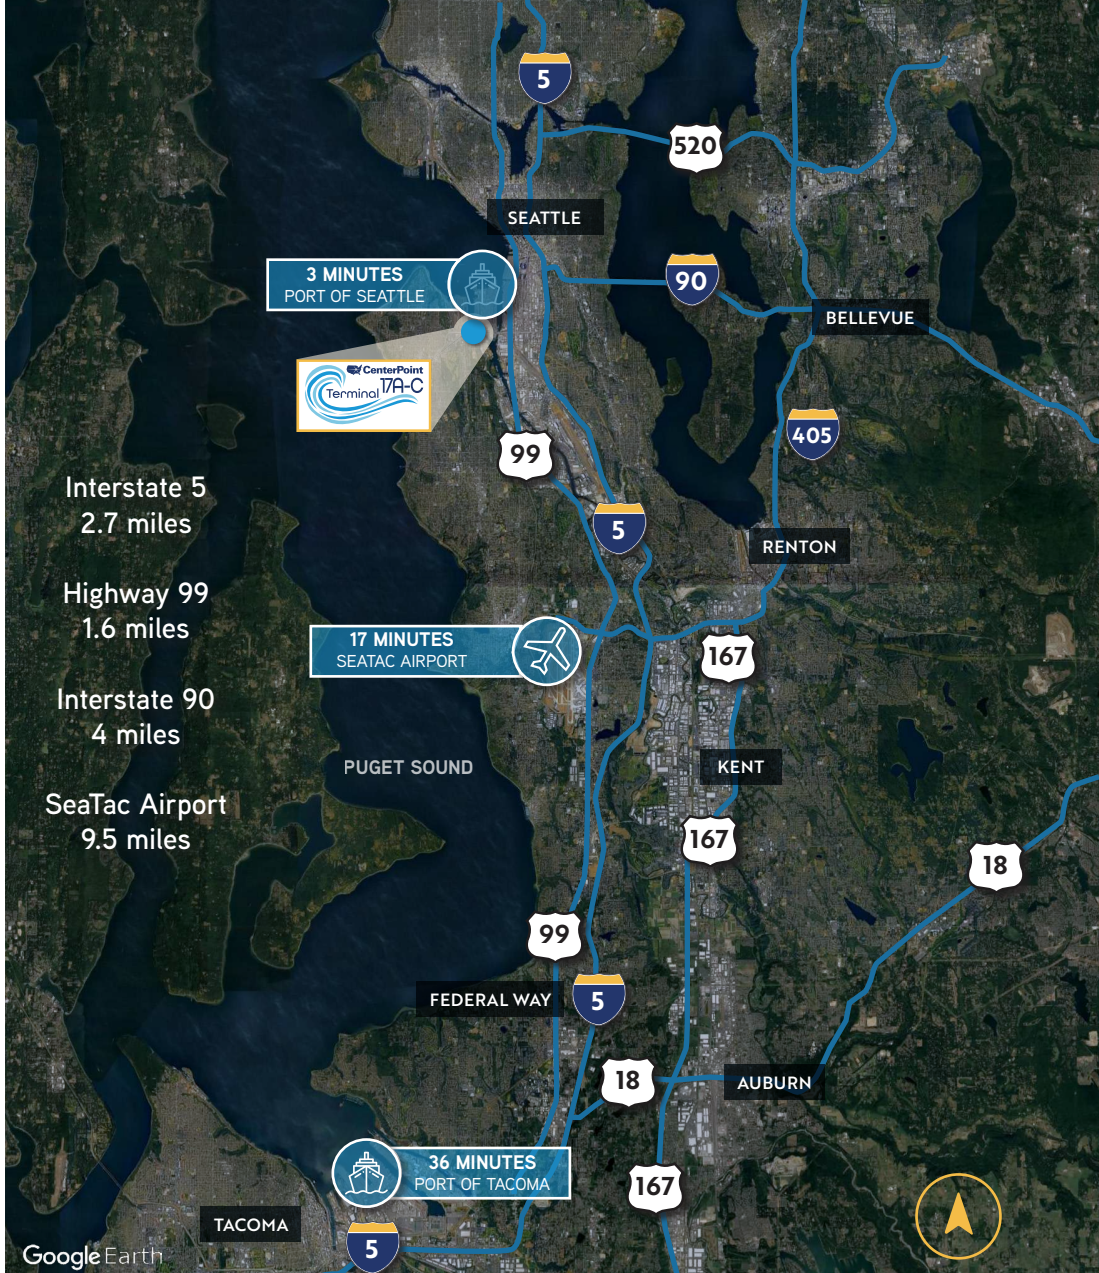 5
520
SEATTLE
3 MINUTES
PORT OF SEATTLE
90
BELLEVUE
CenterPoint
Terminal 17A-C
405
99
Interstate 5
2.7 miles
5
RENTON
Highway 99
1.6 miles
17 MINUTES
SEATAC AIRPORT
167
Interstate 90
4 miles
PUGET SOUND
KENT
SeaTac Airport
9.5 miles
167
18
99
FEDERAL WAY
5
18
AUBURN
36 MINUTES
PORT OF TACOMA
167
TACOMA
5
Google Earth